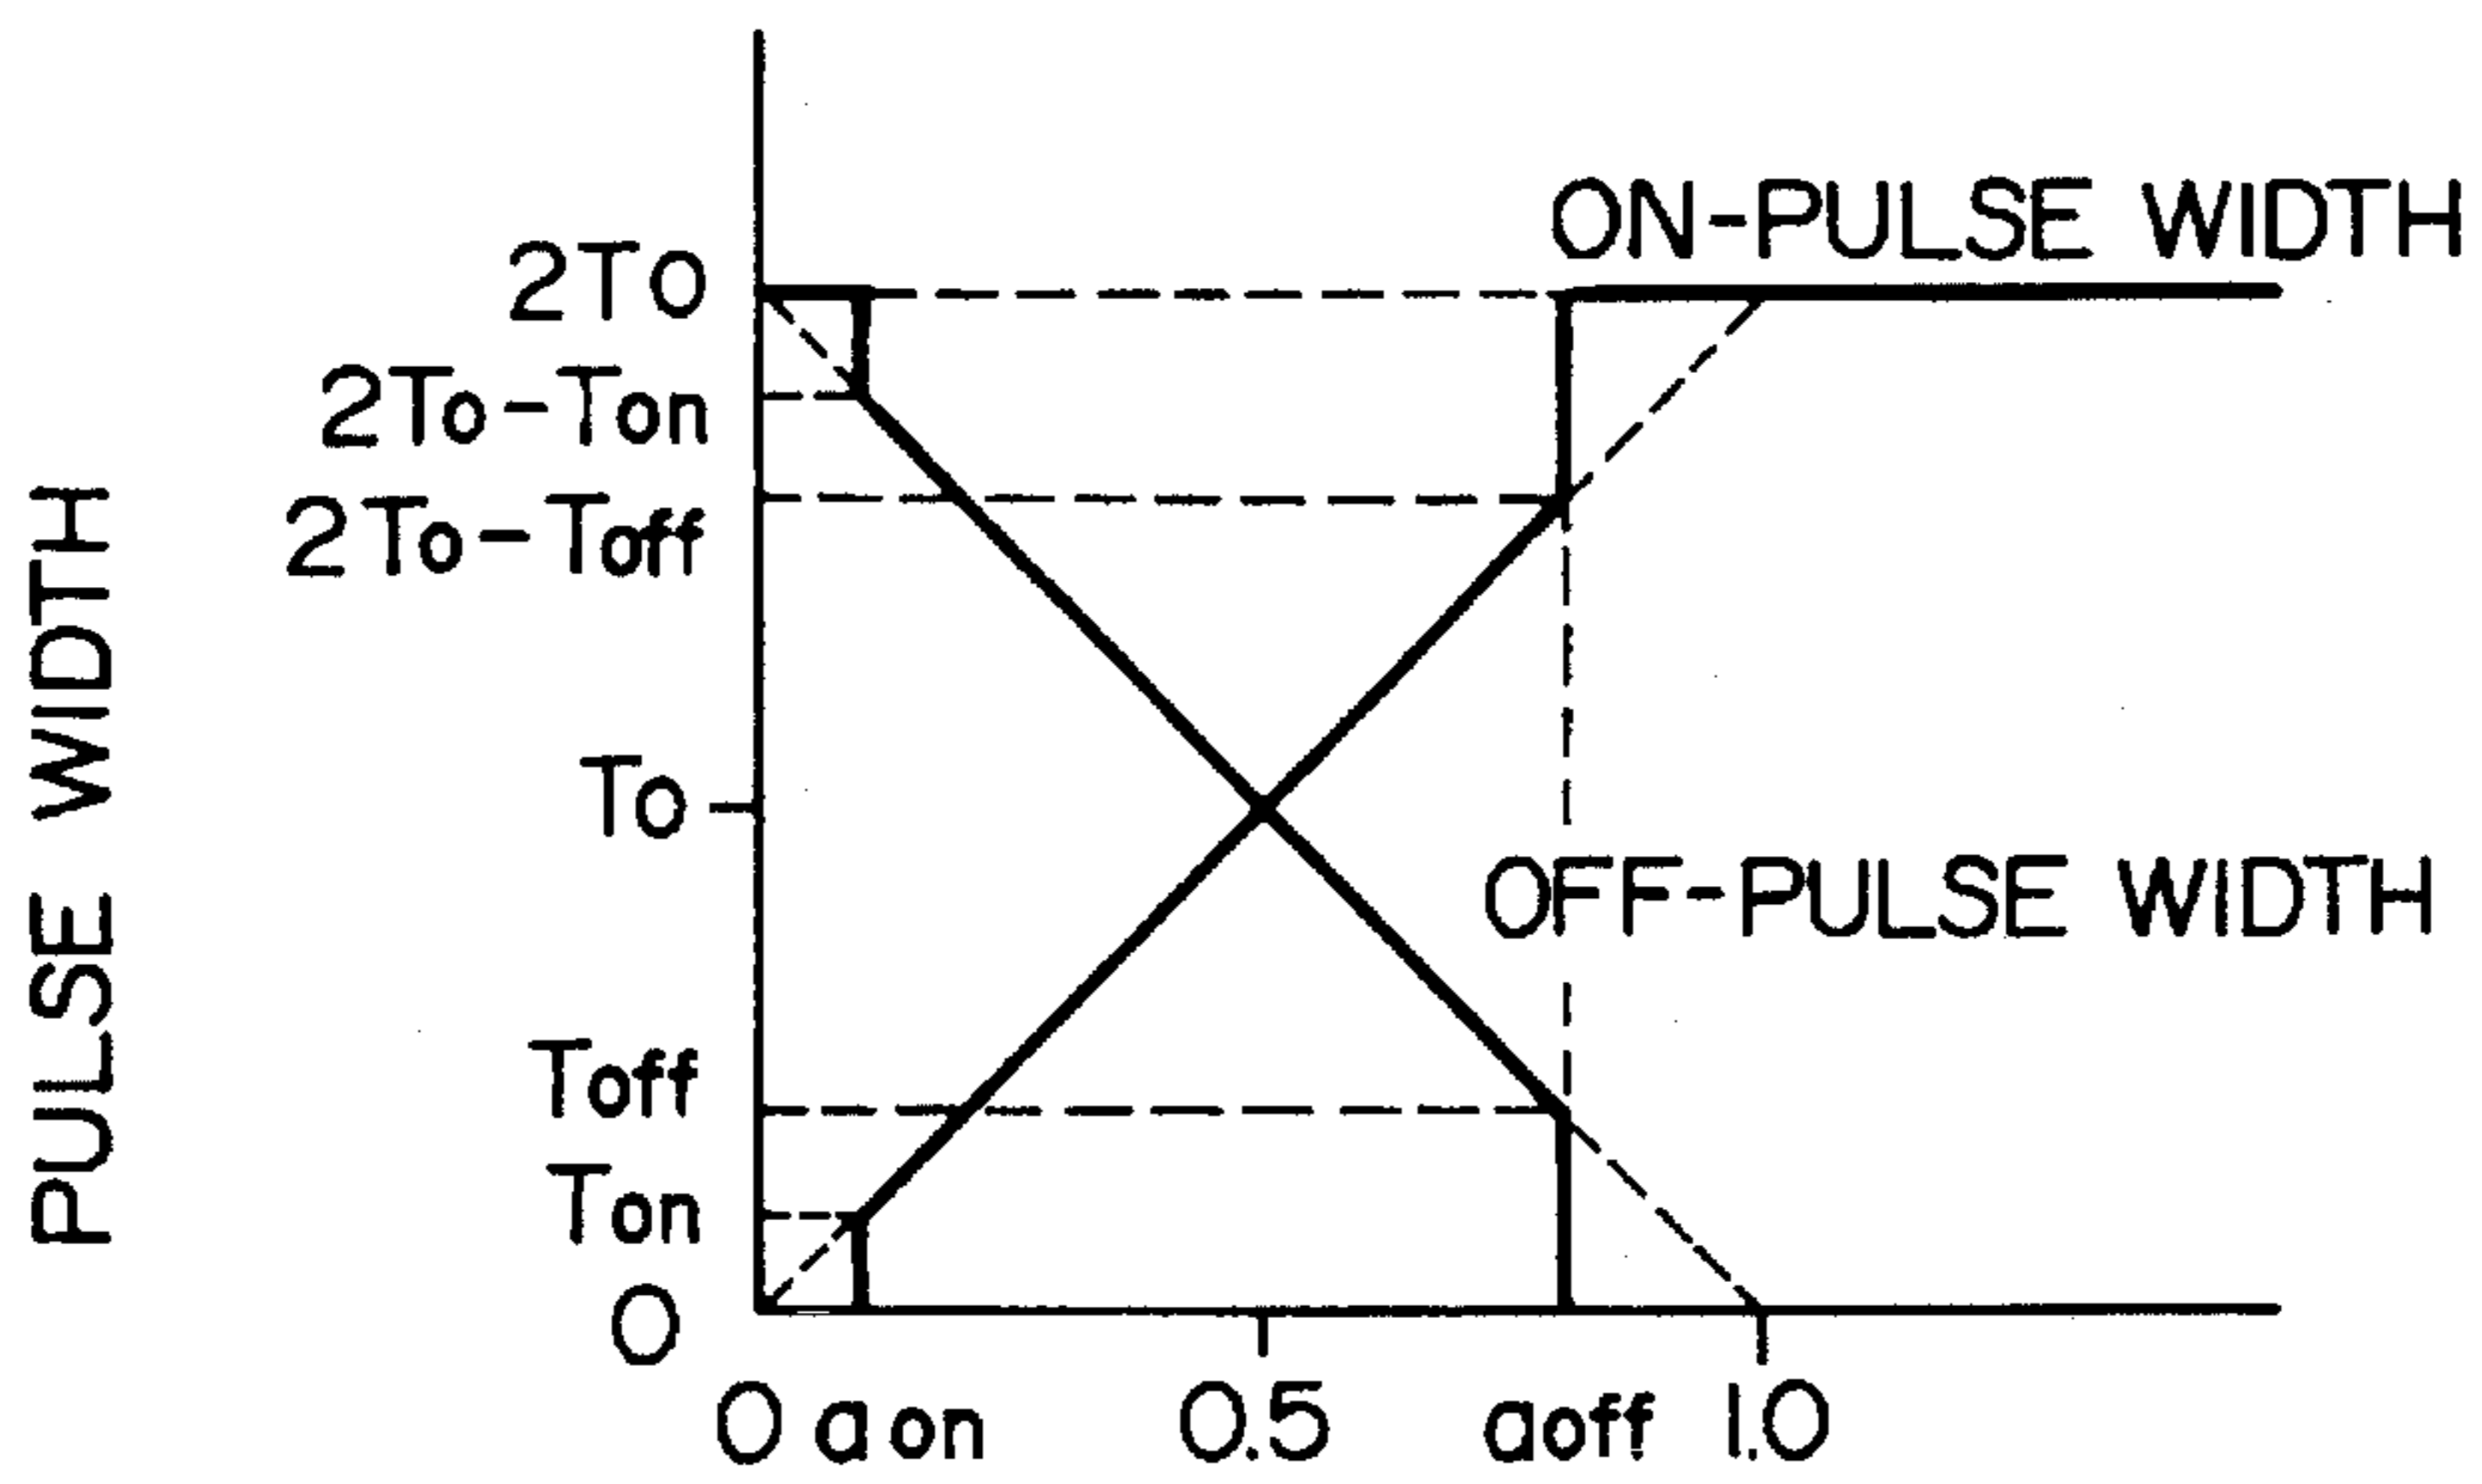 ON-PULSE WIDTH
2To
2To-Ton
2To-Toff
PULSE WIDTH
To
OFF-PULSE WIDTH
Toff
Ton
0
0 aon 0.5 aoff 1.0